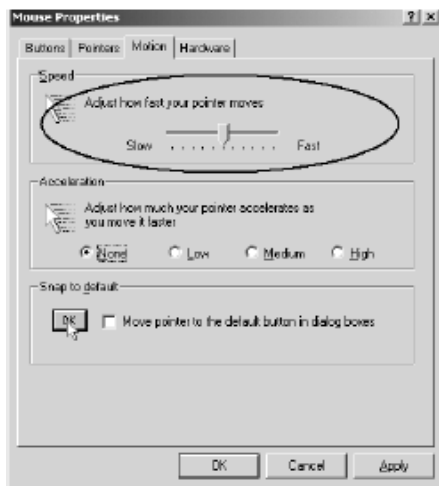 Mouse Properties
Buttons Pointers Motion Hardware
Speed
Adjust how fast your pointer moves
Slow Fast
Acceleration
Adjust how much your pointer accelerates as
you move it faster
None Low Medium High
Snap to default
OK Move pointer to the default button in dialog boxes
OK Cancel Apply